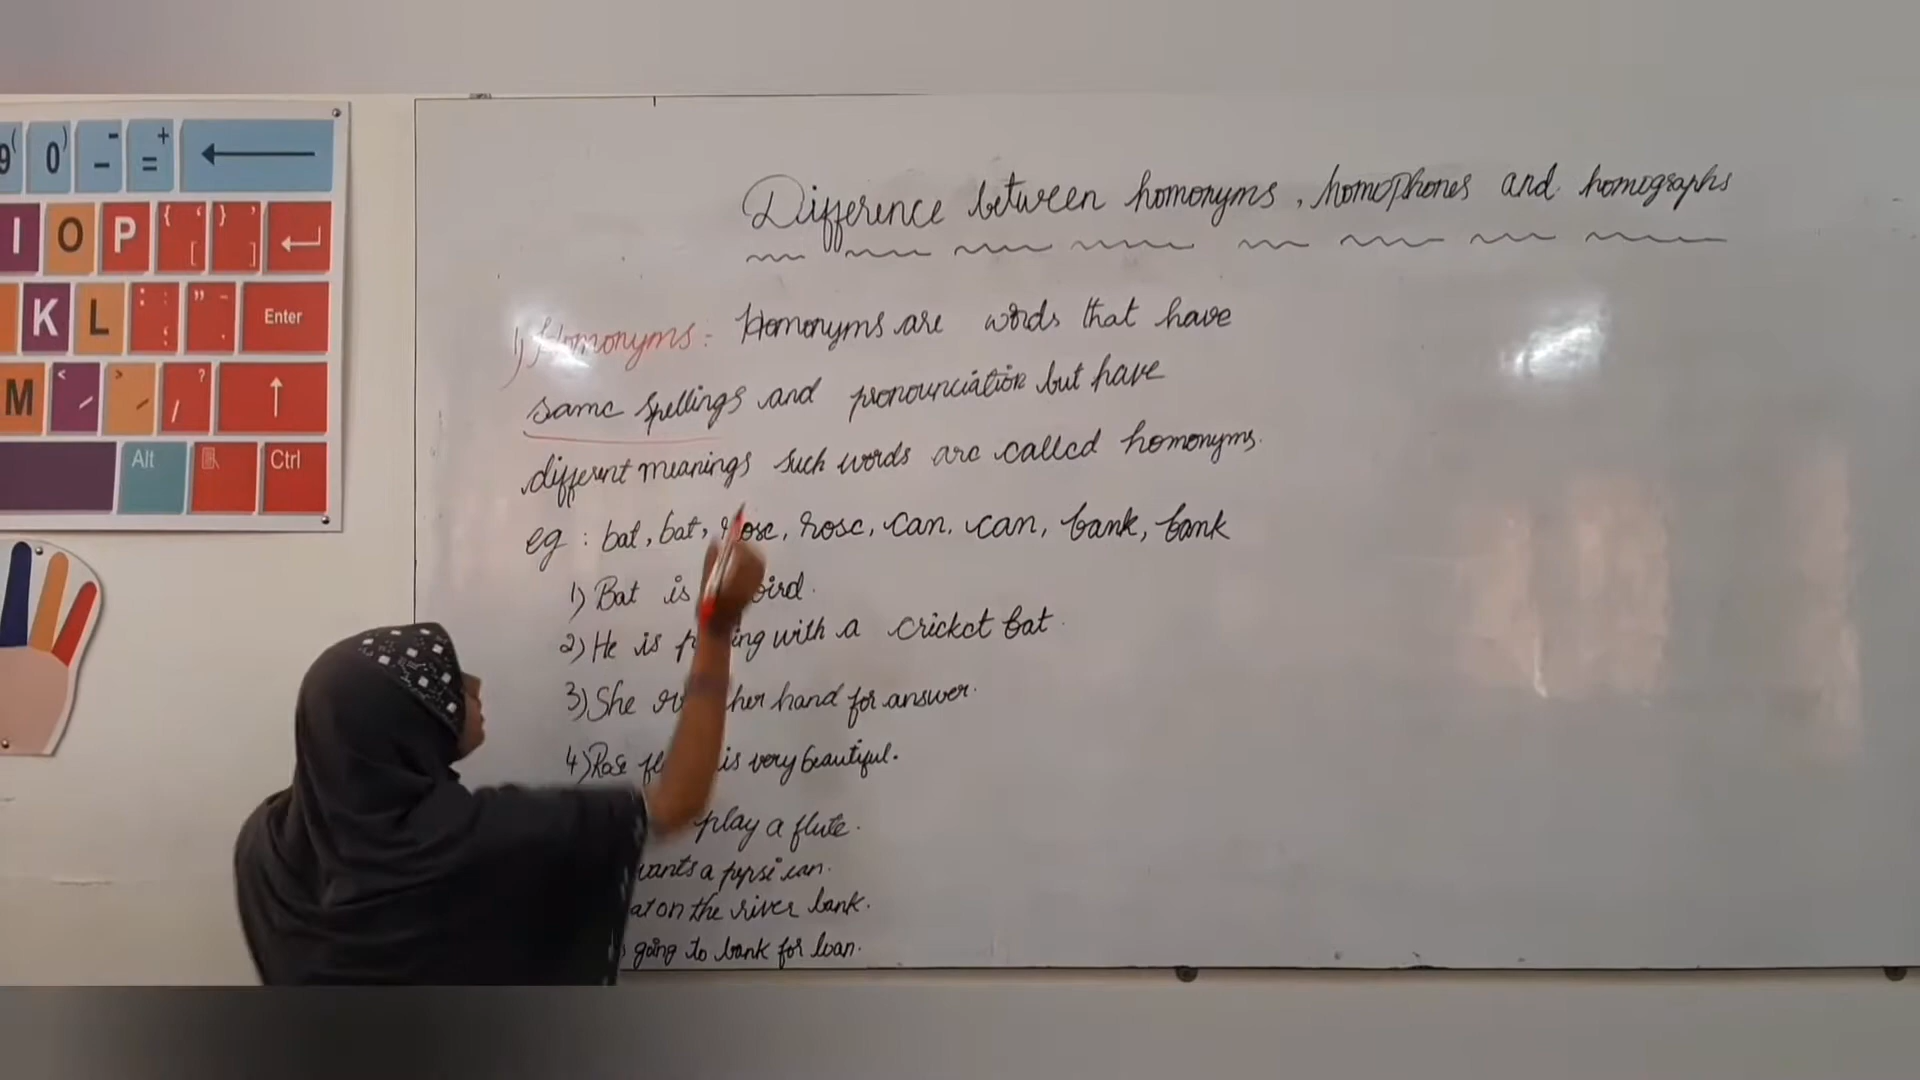 9 ( 0 ) - _ = +
I O P { ' [ } ' ]
K L : ; " - . Enter
M < > ? /
Alt Ctrl
Difference between homonyms, homophones and homographs
1) Homonyms: Homonyms are words that have
same spellings and pronounciation but have
different meanings such words are called homonyms.
eg : bat, bat, rose, rose, can, can, bank, bank
1) Bat is bird.
2) He is with a cricket bat.
3) She her hand for answer.
4) Rose is very beautiful.
play a flute.
wants a pepsi can.
on the river bank.
going to bank for loan.